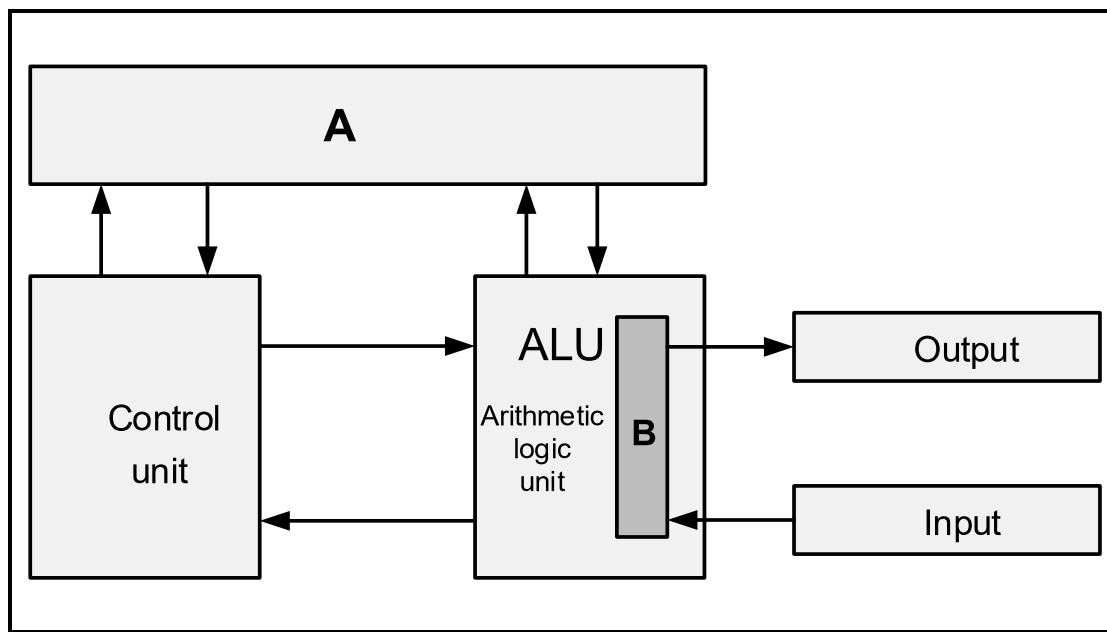 A
Control
unit
ALU
Arithmetic
logic
unit
B
Output
Input